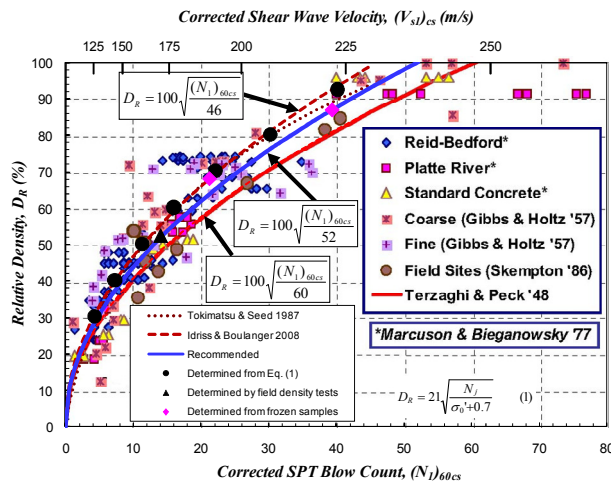 Corrected Shear Wave Velocity, (Vs1)cs (m/s)
125 150 175 200 225 250
Relative Density, DR (%)
100
90
80
70
60
50
40
30
20
10
0
DR = 100√((N1)60cs / 46)
DR = 100√((N1)60cs / 52)
DR = 100√((N1)60cs / 60)
Reid-Bedford*
Platte River*
Standard Concrete*
Coarse (Gibbs & Holtz '57)
Fine (Gibbs & Holtz '57)
Field Sites (Skempton '86)
Terzaghi & Peck '48
*Marcuson & Bieganowsky '77
Tokimatsu & Seed 1987
Idriss & Boulanger 2008
Recommended
Determined from Eq. (1)
Determined by field density tests
Determined from frozen samples
DR = 21√(Nj / σ0'+0.7) (1)
0 10 20 30 40 50 60 70 80
Corrected SPT Blow Count, (N1)60cs